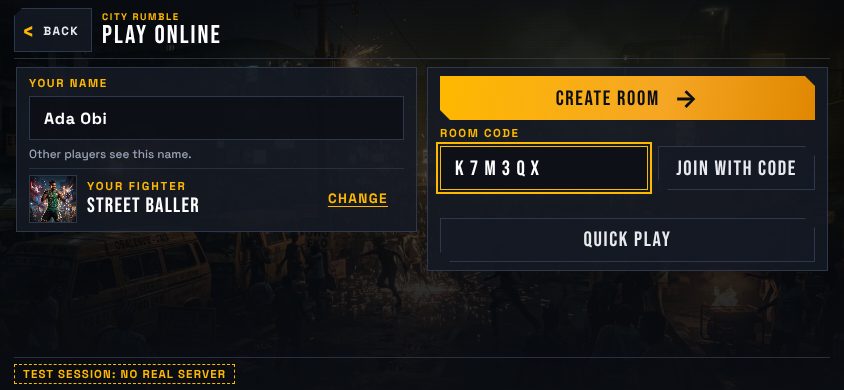 < BACK
CITY RUMBLE
PLAY ONLINE
YOUR NAME
Ada Obi
Other players see this name.
YOUR FIGHTER
STREET BALLER
CHANGE
CREATE ROOM →
ROOM CODE
K7M3QX
JOIN WITH CODE
QUICK PLAY
TEST SESSION: NO REAL SERVER